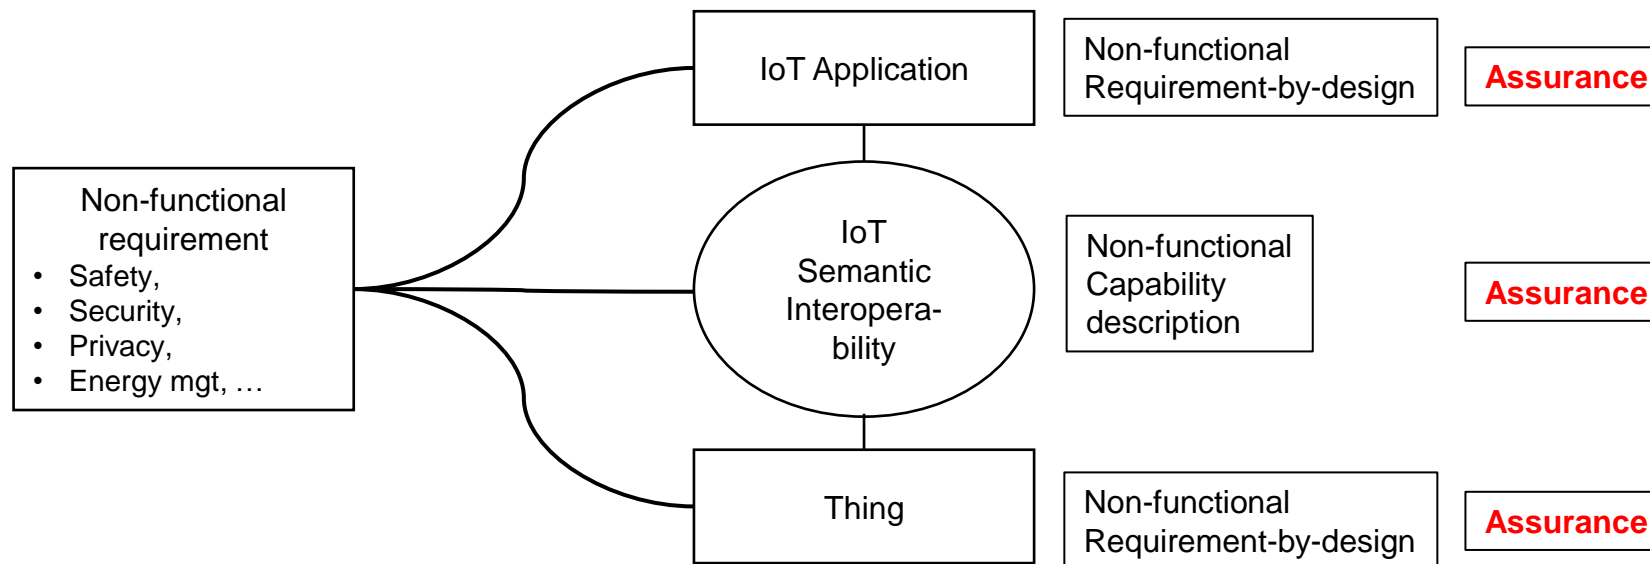 IoT Application
Non-functional
Requirement-by-design
Assurance
Non-functional
requirement
• Safety,
• Security,
• Privacy,
• Energy mgt, …
IoT
Semantic
Interopera-
bility
Non-functional
Capability
description
Assurance
Thing
Non-functional
Requirement-by-design
Assurance